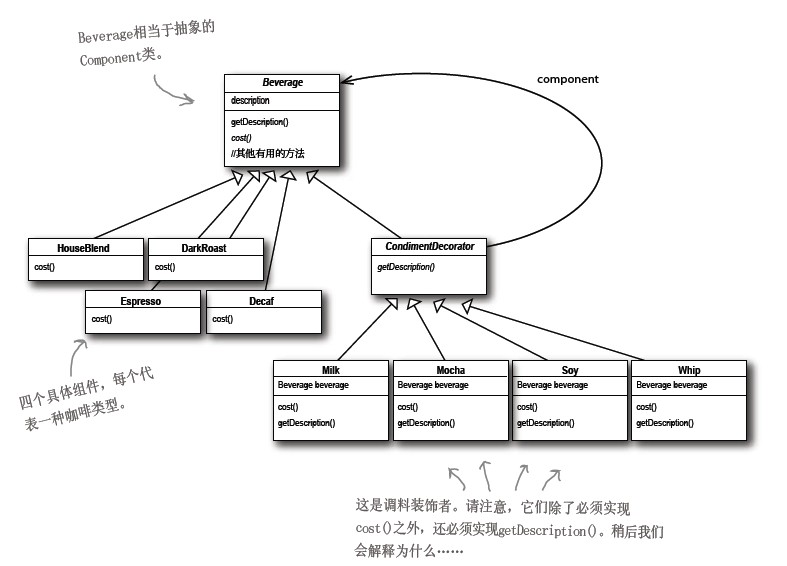 Beverage相当于抽象的
Component类。
component
Beverage
description
getDescription()
cost()
//其他有用的方法
HouseBlend
cost()
DarkRoast
cost()
CondimentDecorator
getDescription()
Espresso
cost()
Decaf
cost()
四个具体组件，每个代
表一种咖啡类型。
Milk
Beverage beverage
cost()
getDescription()
Mocha
Beverage beverage
cost()
getDescription()
Soy
Beverage beverage
cost()
getDescription()
Whip
Beverage beverage
cost()
getDescription()
这是调料装饰者。请注意，它们除了必须实现
cost()之外，还必须实现getDescription()。稍后我们
会解释为什么……